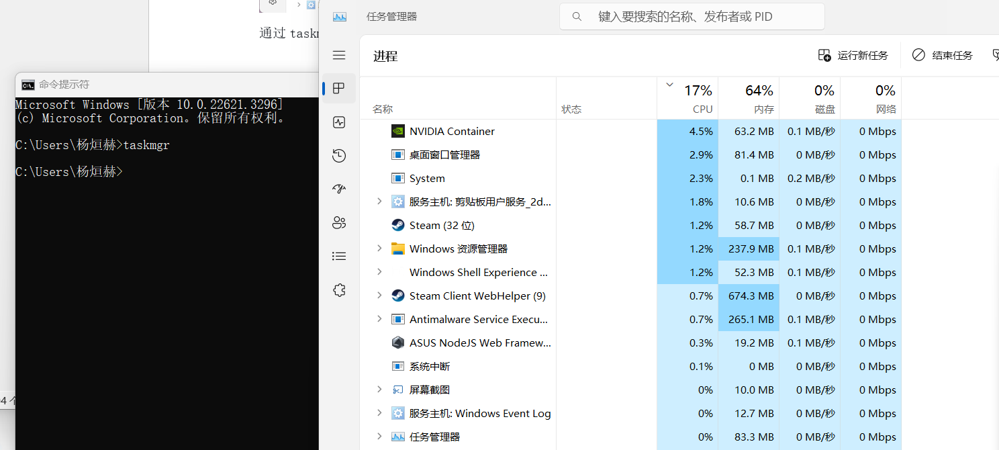 通过 taskm
命令提示符
Microsoft Windows [版本 10.0.22621.3296]
(c) Microsoft Corporation。保留所有权利。
C:\Users\杨烜赫>taskmgr
C:\Users\杨烜赫>
任务管理器
键入要搜索的名称、发布者或 PID
进程
运行新任务
结束任务
17% 64% 0% 0%
名称 状态 CPU 内存 磁盘 网络
NVIDIA Container 4.5% 63.2 MB 0.1 MB/秒 0 Mbps
桌面窗口管理器 2.9% 81.4 MB 0 MB/秒 0 Mbps
System 2.3% 0.1 MB 0.2 MB/秒 0 Mbps
服务主机: 剪贴板用户服务_2d... 1.8% 10.6 MB 0 MB/秒 0 Mbps
Steam (32 位) 1.2% 58.7 MB 0 MB/秒 0 Mbps
Windows 资源管理器 1.2% 237.9 MB 0.1 MB/秒 0 Mbps
Windows Shell Experience ... 1.2% 52.3 MB 0.1 MB/秒 0 Mbps
Steam Client WebHelper (9) 0.7% 674.3 MB 0 MB/秒 0 Mbps
Antimalware Service Execu... 0.7% 265.1 MB 0.1 MB/秒 0 Mbps
ASUS NodeJS Web Framew... 0.3% 19.2 MB 0.1 MB/秒 0 Mbps
系统中断 0.1% 0 MB 0 MB/秒 0 Mbps
屏幕截图 0% 10.0 MB 0 MB/秒 0 Mbps
服务主机: Windows Event Log 0% 12.7 MB 0 MB/秒 0 Mbps
任务管理器 0% 83.3 MB 0 MB/秒 0 Mbps